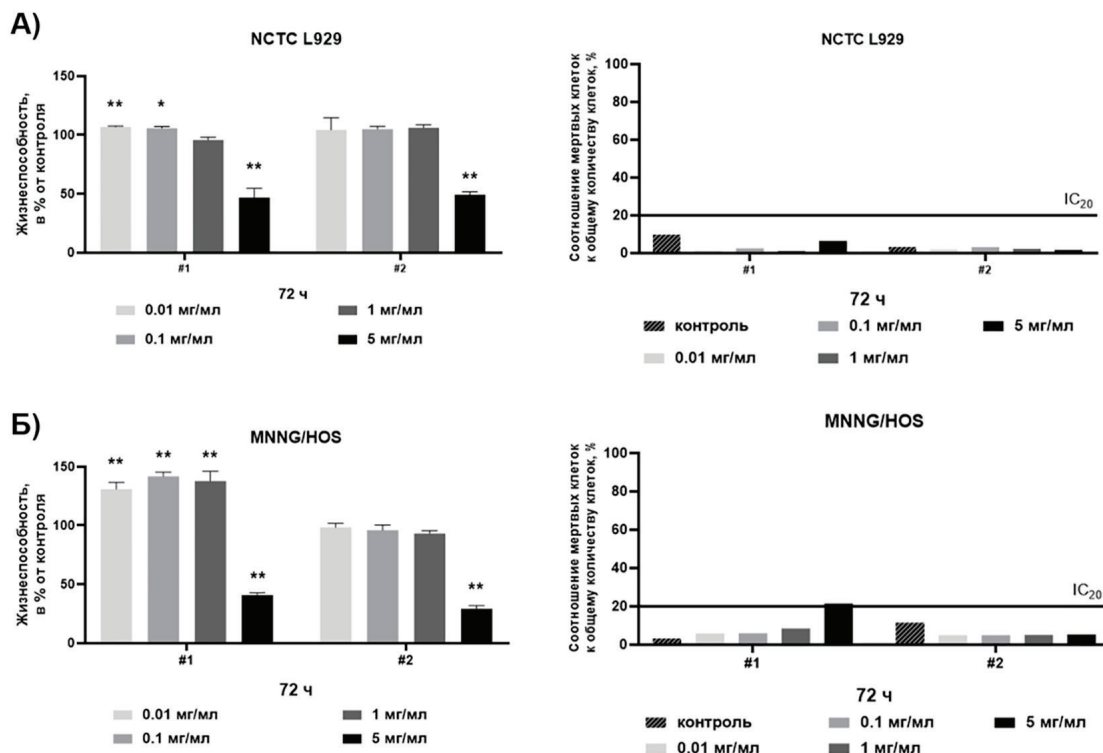 А)
NCTC L929
Жизнеспособность,
в % от контроля
150
100
50
0
** * ** **
#1 #2
72 ч
0.01 мг/мл 1 мг/мл
0.1 мг/мл 5 мг/мл
NCTC L929
Соотношение мертвых клеток
к общему количеству клеток, %
100
80
60
40
20
0
IC20
#1 #2
72 ч
контроль 0.1 мг/мл 5 мг/мл
0.01 мг/мл 1 мг/мл
Б)
MNNG/HOS
Жизнеспособность,
в % от контроля
150
100
50
0
** ** ** ** **
#1 #2
72 ч
0.01 мг/мл 1 мг/мл
0.1 мг/мл 5 мг/мл
MNNG/HOS
Соотношение мертвых клеток
к общему количеству клеток, %
100
80
60
40
20
0
IC20
#1 #2
72 ч
контроль 0.1 мг/мл 5 мг/мл
0.01 мг/мл 1 мг/мл